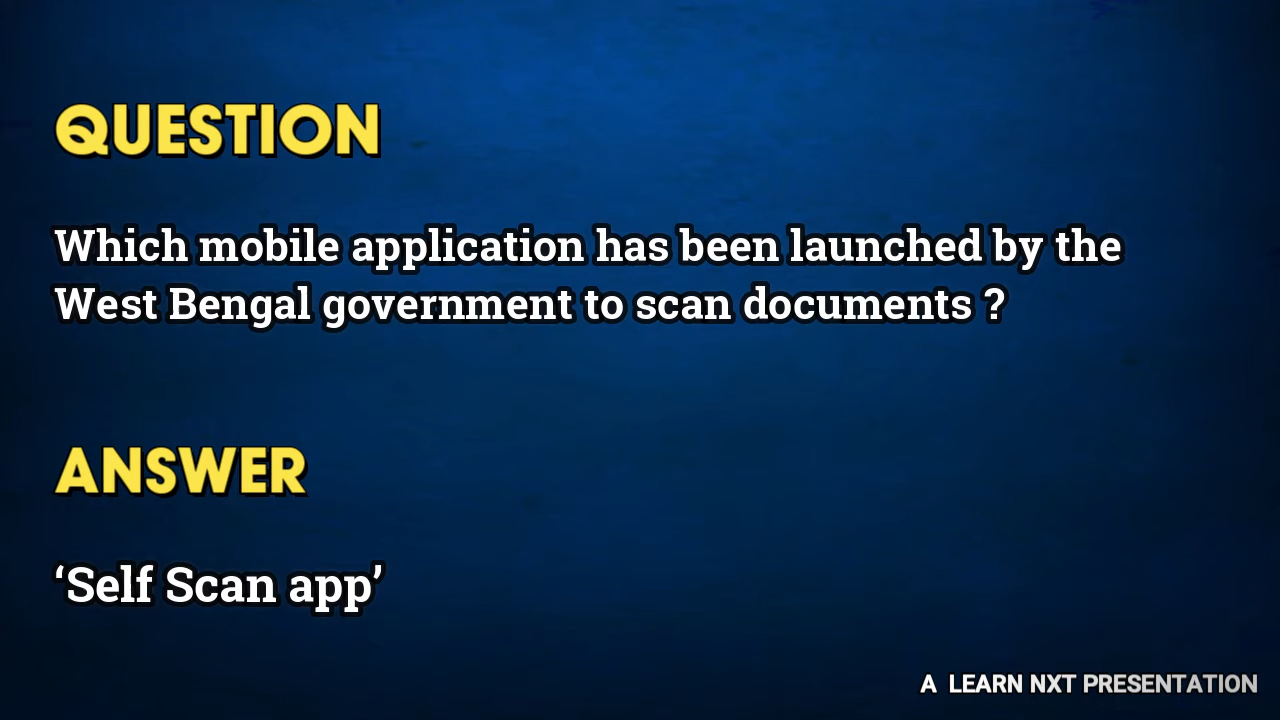 QUESTION
Which mobile application has been launched by the
West Bengal government to scan documents ?
ANSWER
‘Self Scan app’
A LEARN NXT PRESENTATION